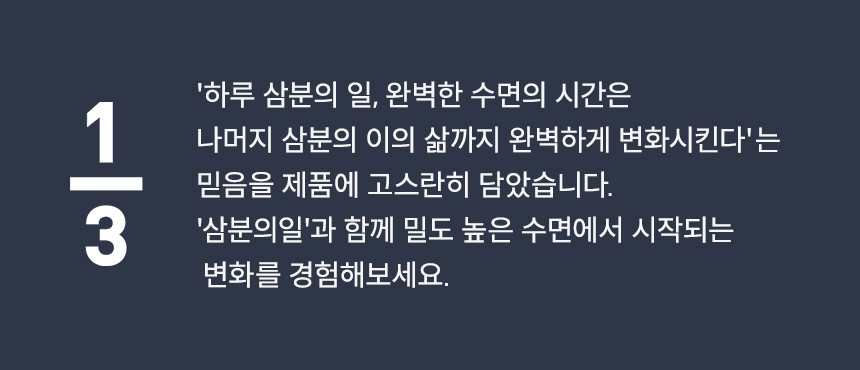 1
3
'하루 삼분의 일, 완벽한 수면의 시간은
나머지 삼분의 이의 삶까지 완벽하게 변화시킨다'는
믿음을 제품에 고스란히 담았습니다.
'삼분의일'과 함께 밀도 높은 수면에서 시작되는
변화를 경험해보세요.